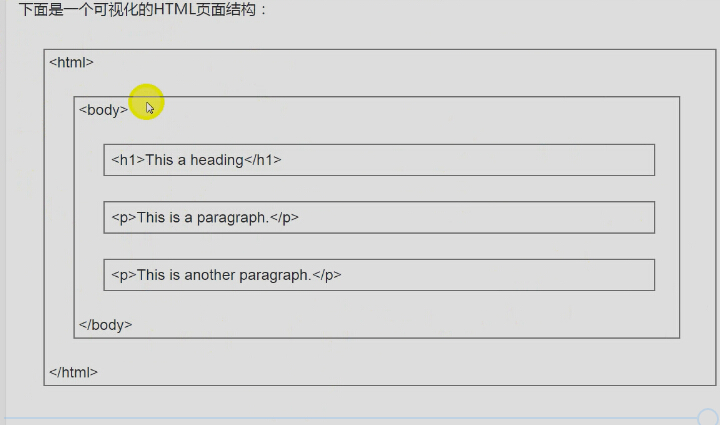 下面是一个可视化的HTML页面结构：
<html>
<body>
<h1>This a heading</h1>
<p>This is a paragraph.</p>
<p>This is another paragraph.</p>
</body>
</html>